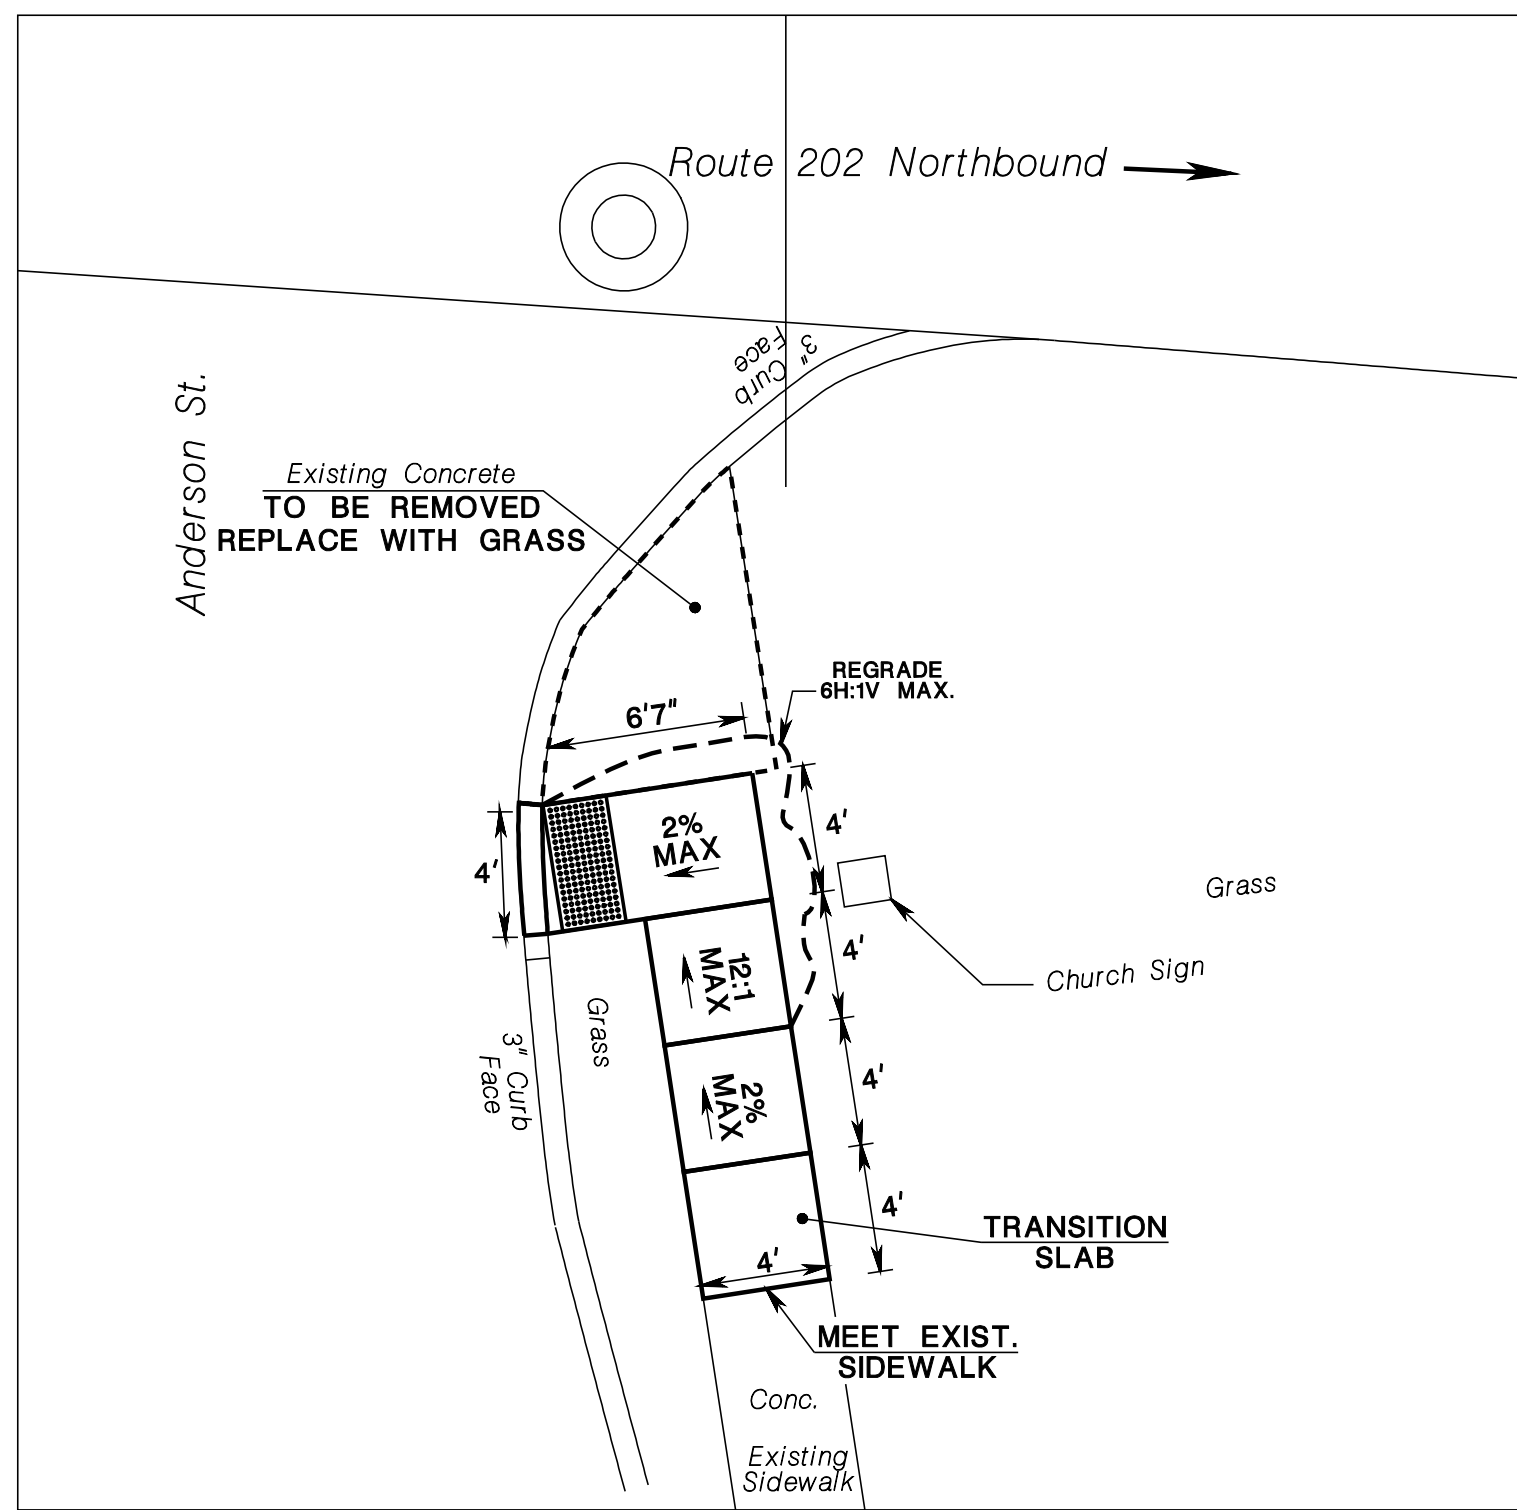 Route 202 Northbound
3" Curb
Face
Anderson St.
Existing Concrete
TO BE REMOVED
REPLACE WITH GRASS
REGRADE
6H:1V MAX.
6'7"
4'
2%
MAX
4'
Grass
4'
12:1
MAX
Church Sign
Grass
3" Curb
Face
4'
2%
MAX
4'
TRANSITION
SLAB
4'
MEET EXIST.
SIDEWALK
Conc.
Existing
Sidewalk